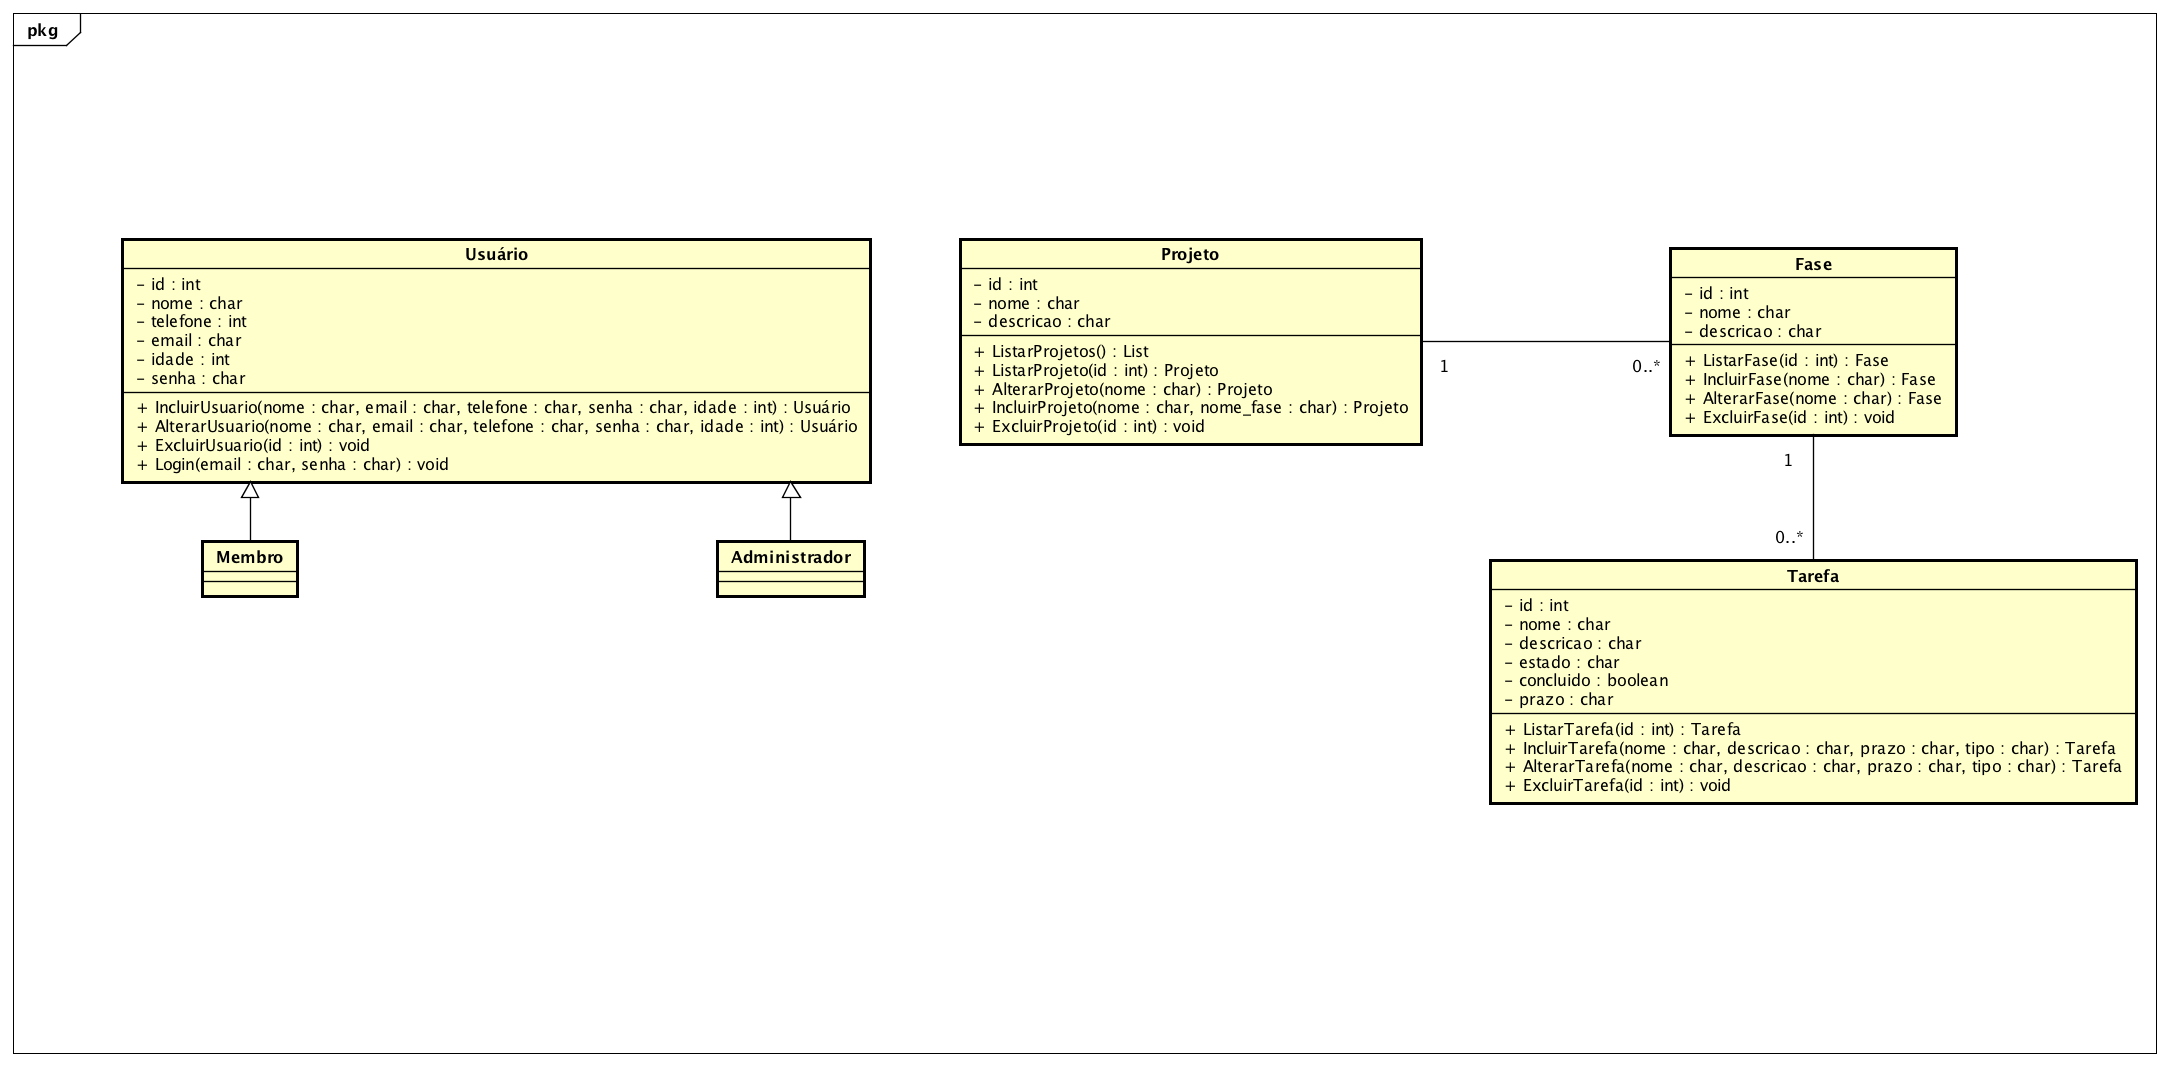 pkg
Usuário
- id : int
- nome : char
- telefone : int
- email : char
- idade : int
- senha : char
+ IncluirUsuario(nome : char, email : char, telefone : char, senha : char, idade : int) : Usuário
+ AlterarUsuario(nome : char, email : char, telefone : char, senha : char, idade : int) : Usuário
+ ExcluirUsuario(id : int) : void
+ Login(email : char, senha : char) : void
Membro
Administrador
Projeto
- id : int
- nome : char
- descricao : char
+ ListarProjetos() : List
+ ListarProjeto(id : int) : Projeto
+ AlterarProjeto(nome : char) : Projeto
+ IncluirProjeto(nome : char, nome_fase : char) : Projeto
+ ExcluirProjeto(id : int) : void
1
0..*
Fase
- id : int
- nome : char
- descricao : char
+ ListarFase(id : int) : Fase
+ IncluirFase(nome : char) : Fase
+ AlterarFase(nome : char) : Fase
+ ExcluirFase(id : int) : void
1
0..*
Tarefa
- id : int
- nome : char
- descricao : char
- estado : char
- concluido : boolean
- prazo : char
+ ListarTarefa(id : int) : Tarefa
+ IncluirTarefa(nome : char, descricao : char, prazo : char, tipo : char) : Tarefa
+ AlterarTarefa(nome : char, descricao : char, prazo : char, tipo : char) : Tarefa
+ ExcluirTarefa(id : int) : void